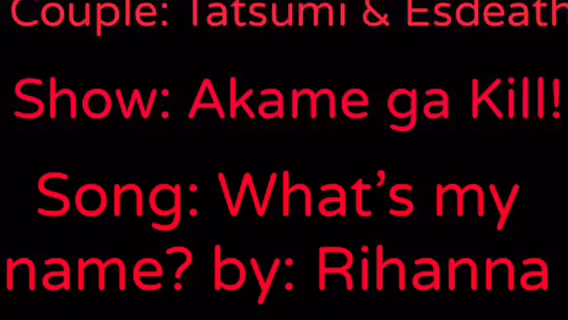 Couple: Tatsumi & Esdeath
Show: Akame ga Kill!
Song: What’s my
name? by: Rihanna